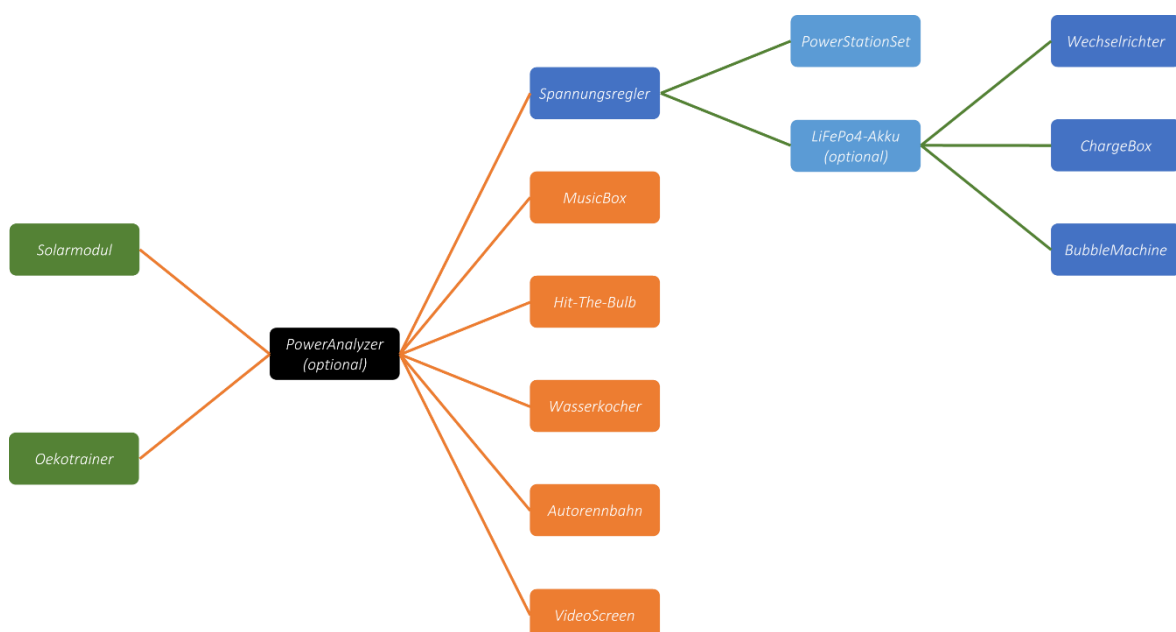 PowerStationSet
Wechselrichter
Spannungsregler
LiFePo4-Akku
(optional)
ChargeBox
MusicBox
Solarmodul
BubbleMachine
Hit-The-Bulb
PowerAnalyzer
(optional)
Wasserkocher
Oekotrainer
Autorennbahn
VideoScreen